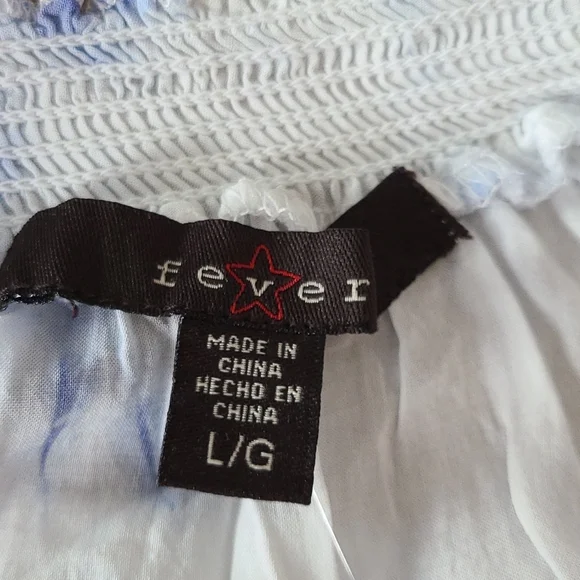 fever
MADE IN
CHINA
HECHO EN
CHINA
L/G